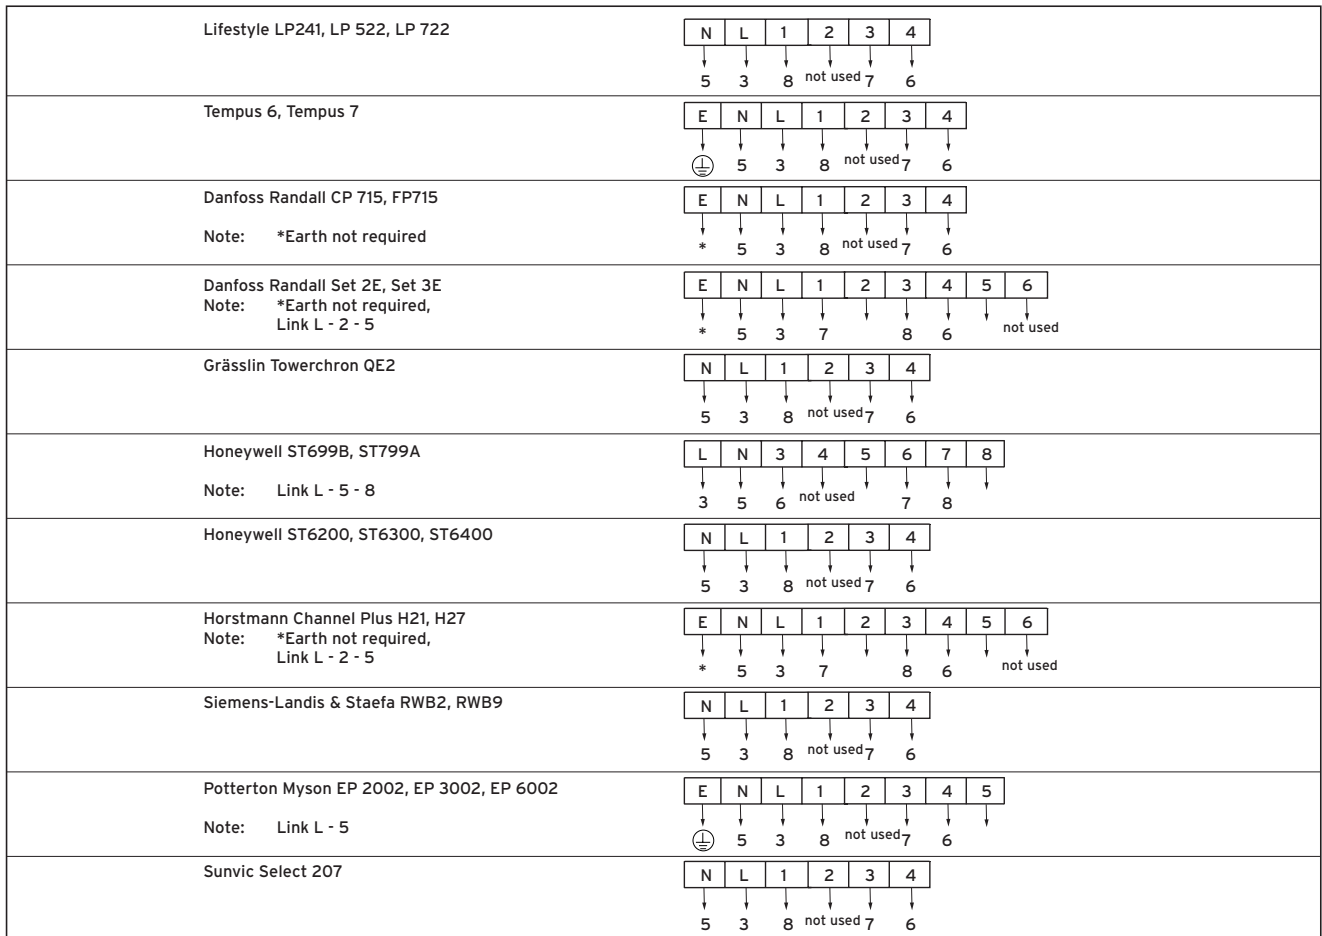 Lifestyle LP241, LP 522, LP 722
N L 1 2 3 4
5 3 8 not used 7 6
Tempus 6, Tempus 7
E N L 1 2 3 4
5 3 8 not used 7 6
Danfoss Randall CP 715, FP715
Note: *Earth not required
E N L 1 2 3 4
* 5 3 8 not used 7 6
Danfoss Randall Set 2E, Set 3E
Note: *Earth not required,
Link L - 2 - 5
E N L 1 2 3 4 5 6
* 5 3 7 8 6 not used
Grässlin Towerchron QE2
N L 1 2 3 4
5 3 8 not used 7 6
Honeywell ST699B, ST799A
Note: Link L - 5 - 8
L N 3 4 5 6 7 8
3 5 6 not used 7 8
Honeywell ST6200, ST6300, ST6400
N L 1 2 3 4
5 3 8 not used 7 6
Horstmann Channel Plus H21, H27
Note: *Earth not required,
Link L - 2 - 5
E N L 1 2 3 4 5 6
* 5 3 7 8 6 not used
Siemens-Landis & Staefa RWB2, RWB9
N L 1 2 3 4
5 3 8 not used 7 6
Potterton Myson EP 2002, EP 3002, EP 6002
Note: Link L - 5
E N L 1 2 3 4 5
5 3 8 not used 7 6
Sunvic Select 207
N L 1 2 3 4
5 3 8 not used 7 6